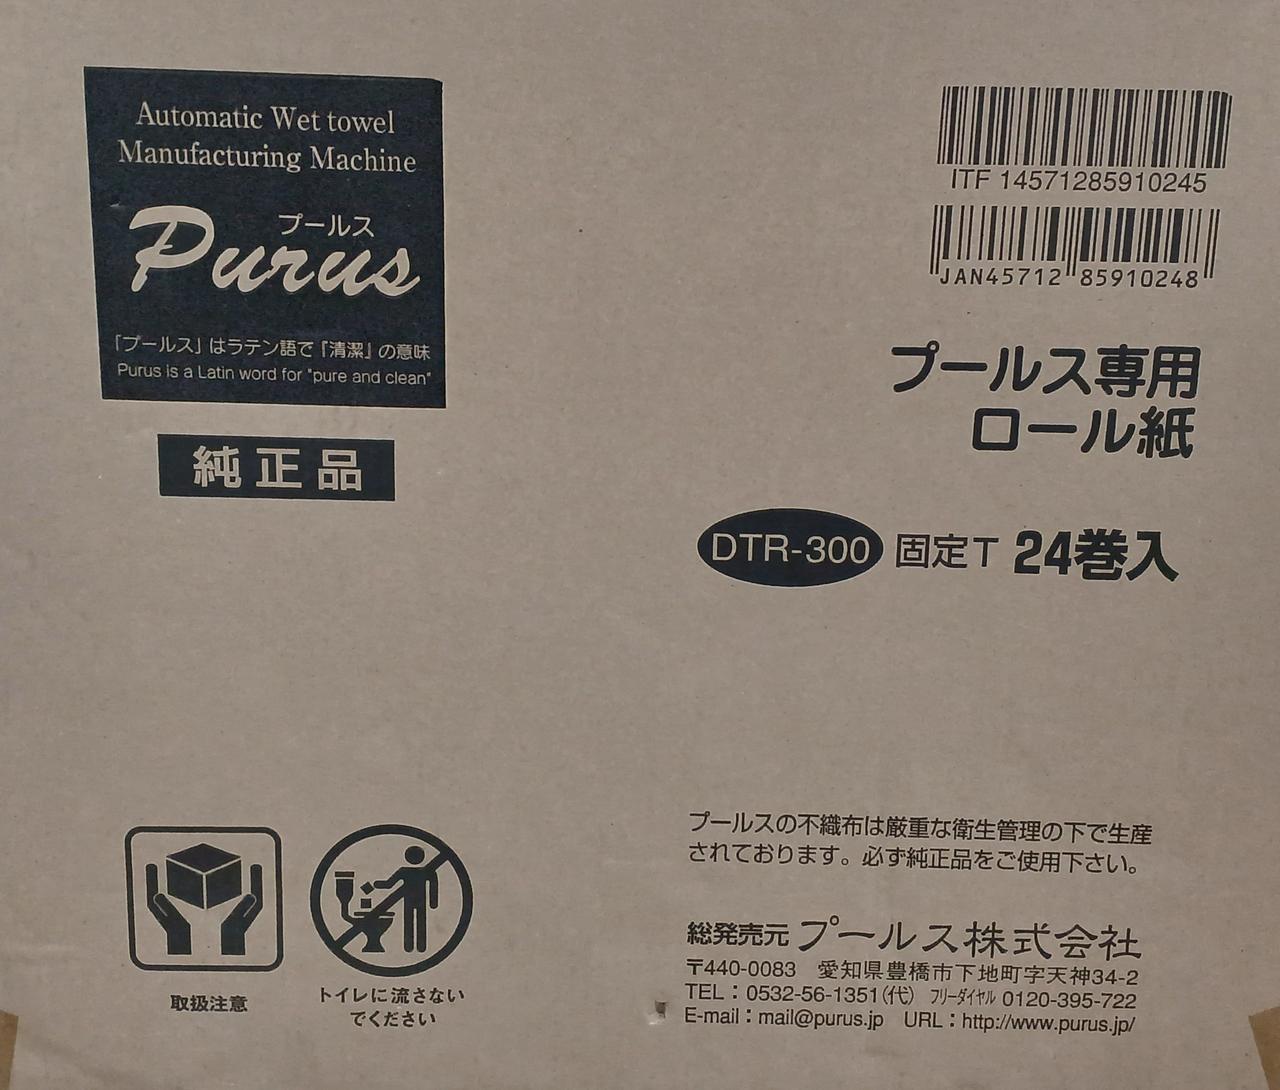 Automatic Wet towel
Manufacturing Machine
プールス
Purus
「プールス」はラテン語で『清潔』の意味
Purus is a Latin word for "pure and clean"
純正品
ITF 14571285910245
JAN45712 85910248
プールス専用
ロール紙
DTR-300 固定T 24巻入
取扱注意
トイレに流さない
でください
プールスの不織布は厳重な衛生管理の下で生産
されております。必ず純正品をご使用下さい。
総発売元 プールス株式会社
〒440-0083 愛知県豊橋市下地町字天神34-2
TEL：0532-56-1351(代) フリーダイヤル 0120-395-722
E-mail：mail@purus.jp URL：http://www.purus.jp/